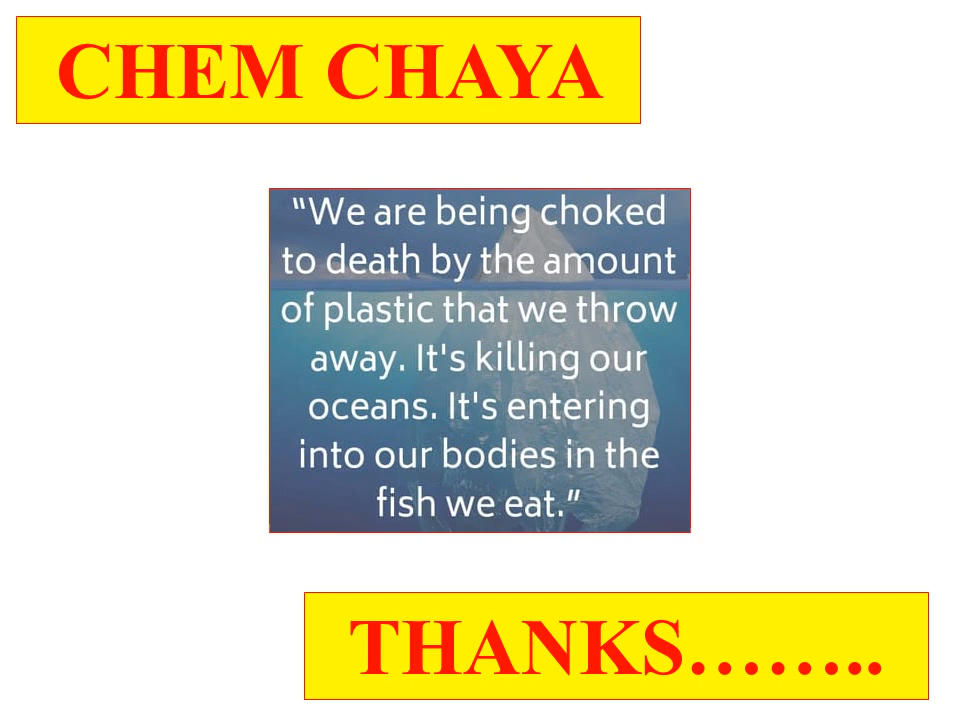 CHEM CHAYA
“We are being choked
to death by the amount
of plastic that we throw
away. It's killing our
oceans. It's entering
into our bodies in the
fish we eat.”
THANKS……..